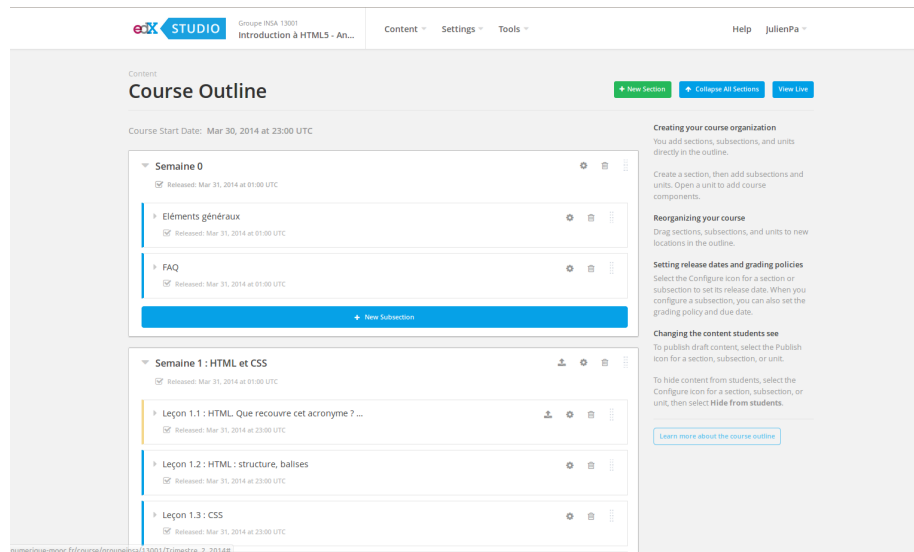 edX STUDIO
Groupe INSA 13001
Introduction à HTML5 - An...
Content
Settings
Tools
Help
JulienPa
Content
Course Outline
New Section
Collapse All Sections
View Live
Course Start Date: Mar 30, 2014 at 23:00 UTC
Semaine 0
Released: Mar 31, 2014 at 01:00 UTC
Eléments généraux
Released: Mar 31, 2014 at 01:00 UTC
FAQ
Released: Mar 31, 2014 at 01:00 UTC
+ New Subsection
Semaine 1 : HTML et CSS
Released: Mar 31, 2014 at 01:00 UTC
Leçon 1.1 : HTML. Que recouvre cet acronyme ? ...
Released: Mar 31, 2014 at 23:00 UTC
Leçon 1.2 : HTML : structure, balises
Released: Mar 31, 2014 at 23:00 UTC
Leçon 1.3 : CSS
Released: Mar 31, 2014 at 23:00 UTC
Creating your course organization
You add sections, subsections, and units
directly in the outline.
Create a section, then add subsections and
units. Open a unit to add course
components.
Reorganizing your course
Drag sections, subsections, and units to new
locations in the outline.
Setting release dates and grading policies
Select the Configure icon for a section or
subsection to set its release date. When you
configure a subsection, you can also set the
grading policy and due date.
Changing the content students see
To publish draft content, select the Publish
icon for a section, subsection, or unit.
To hide content from students, select the
Configure icon for a section, subsection, or
unit, then select Hide from students.
Learn more about the course outline